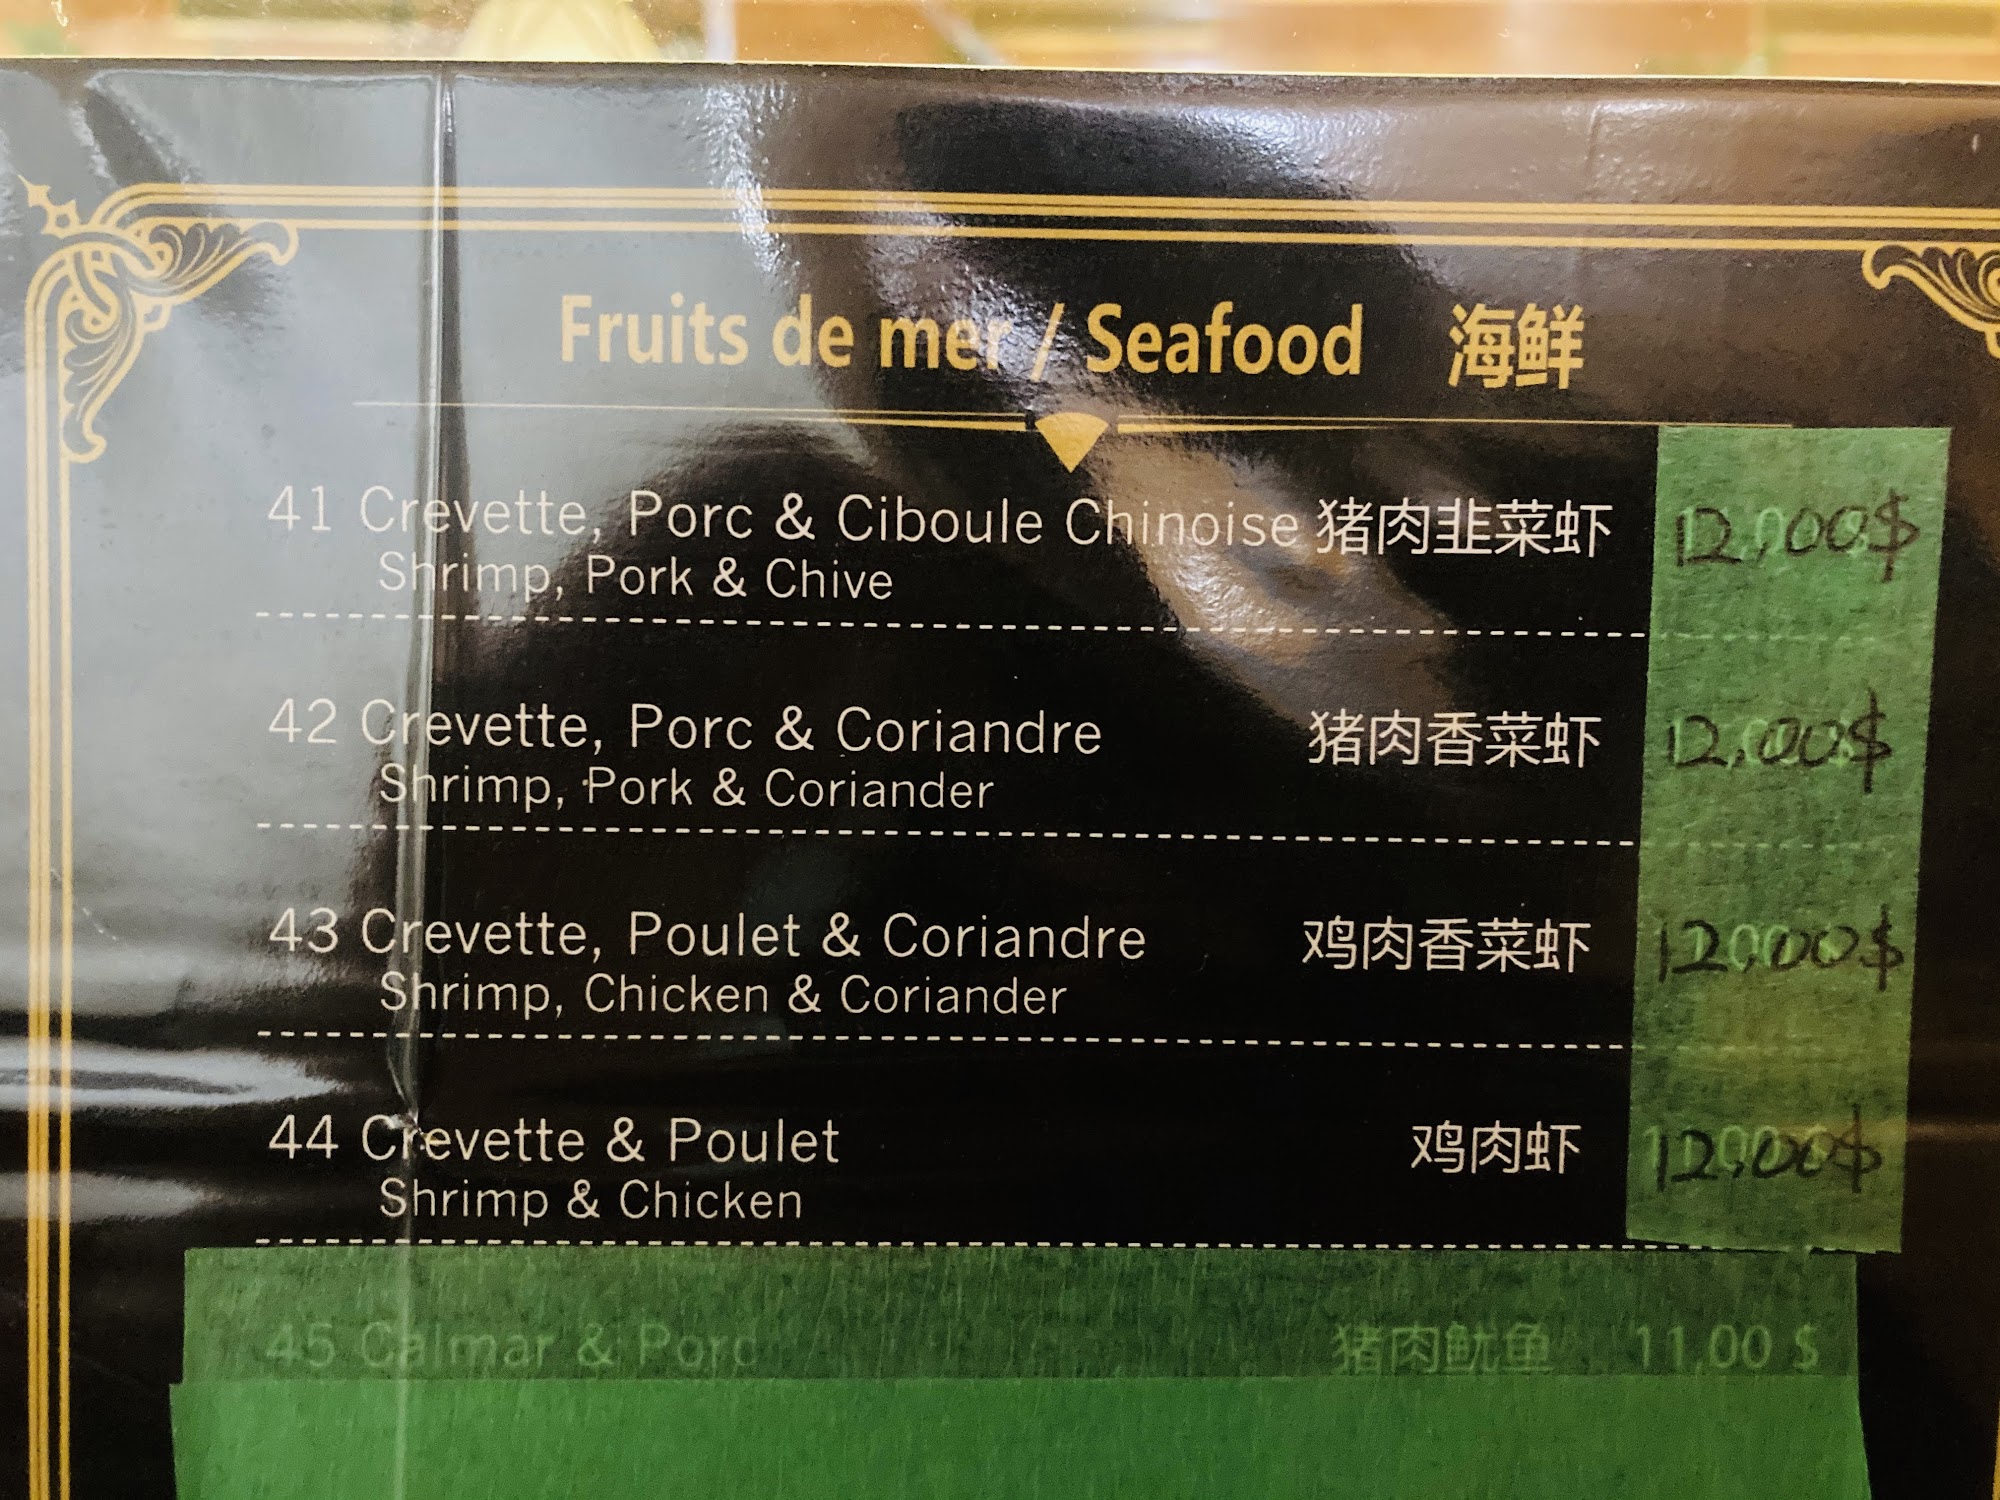 Fruits de mer / Seafood 海鲜
41 Crevette, Porc & Ciboule Chinoise 猪肉韭菜虾 12.00$
Shrimp, Pork & Chive
42 Crevette, Porc & Coriandre 猪肉香菜虾 12.00$
Shrimp, Pork & Coriander
43 Crevette, Poulet & Coriandre 鸡肉香菜虾 12.00$
Shrimp, Chicken & Coriander
44 Crevette & Poulet 鸡肉虾 12.00$
Shrimp & Chicken
45 Calmar & Porc 猪肉鱿鱼 11.00 $